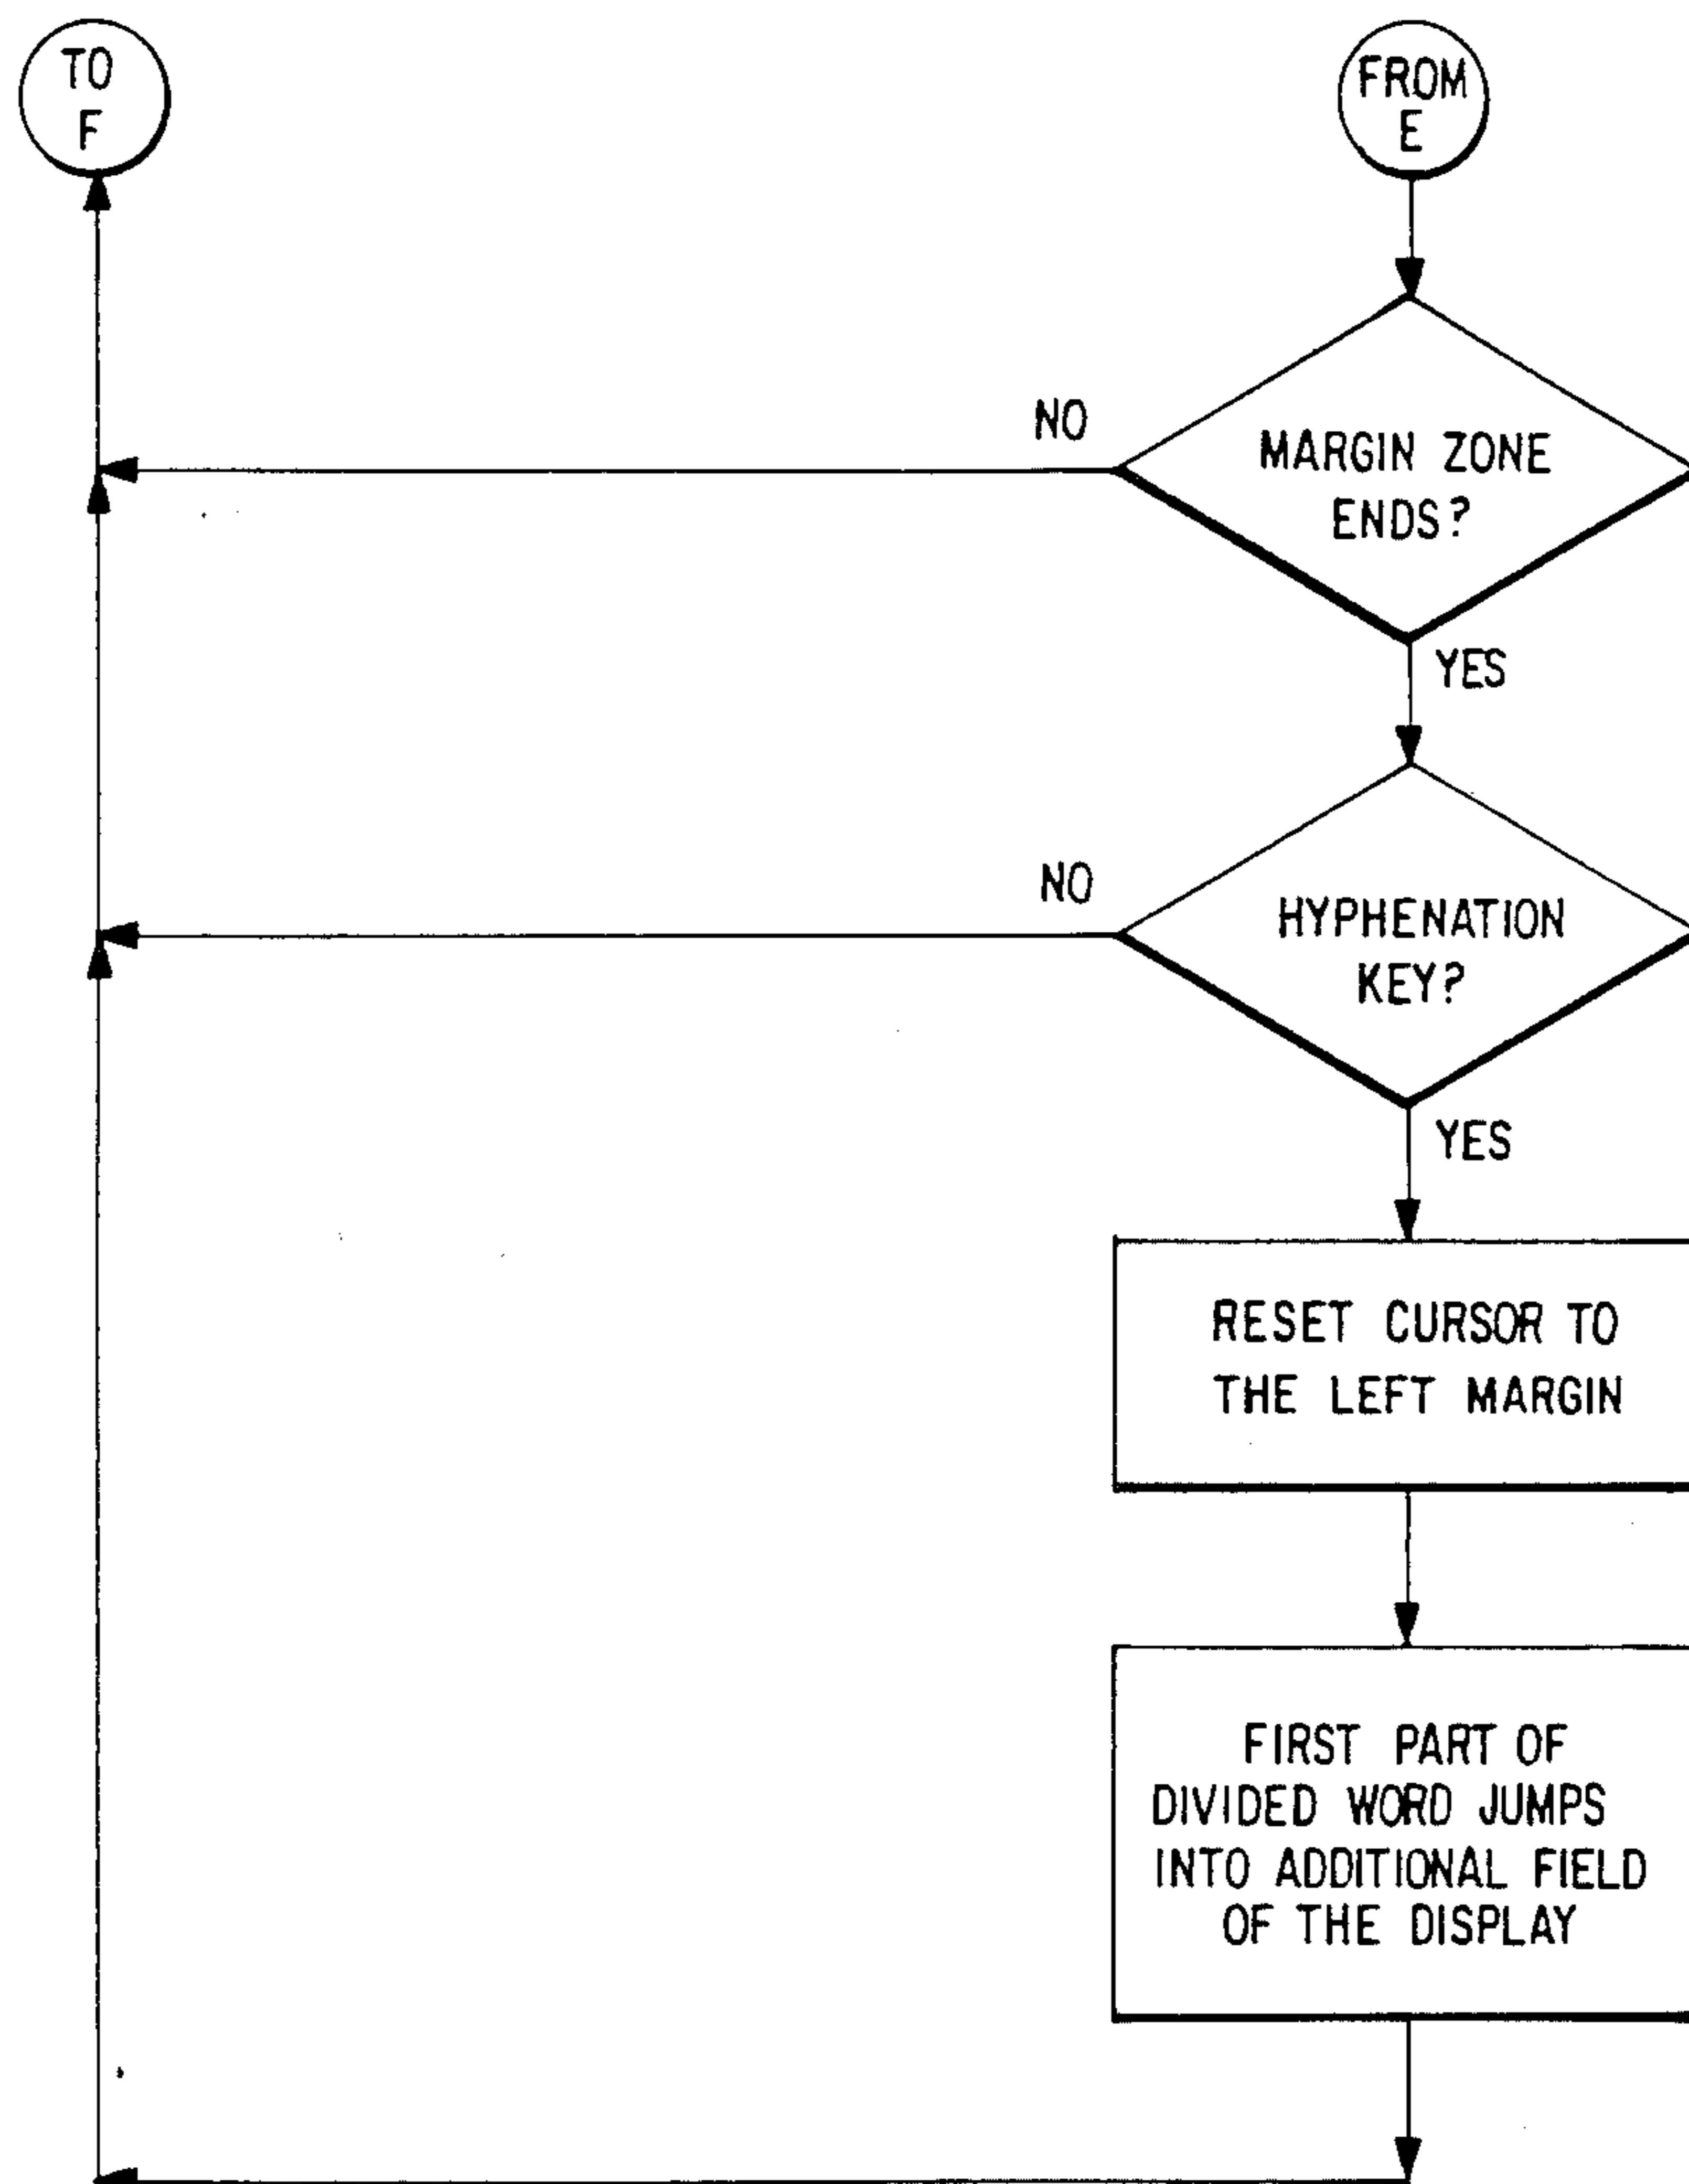 TO
F
FROM
E
NO
MARGIN ZONE
ENDS?
YES
NO
HYPHENATION
KEY?
YES
RESET CURSOR TO
THE LEFT MARGIN
FIRST PART OF
DIVIDED WORD JUMPS
INTO ADDITIONAL FIELD
OF THE DISPLAY